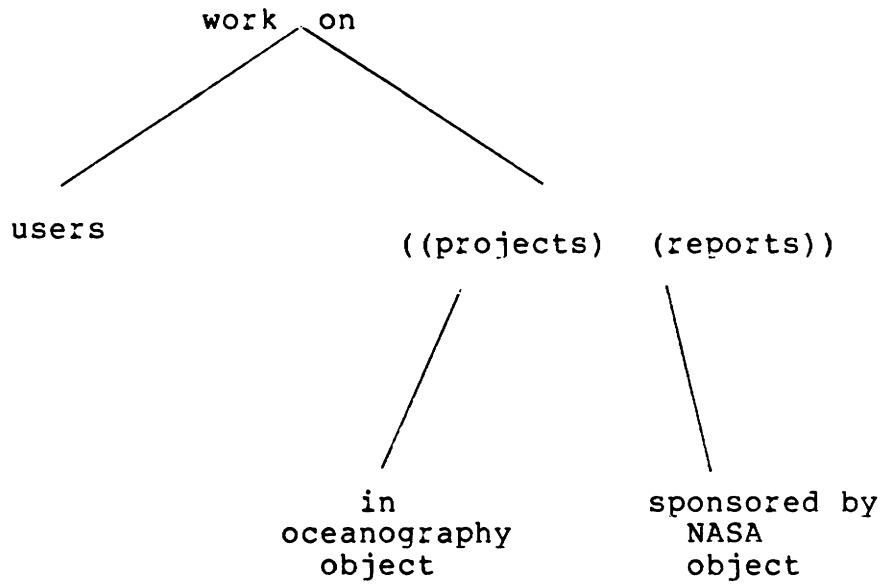 work on
users
((projects) (reports))
in
oceanography
object
sponsored by
NASA
object